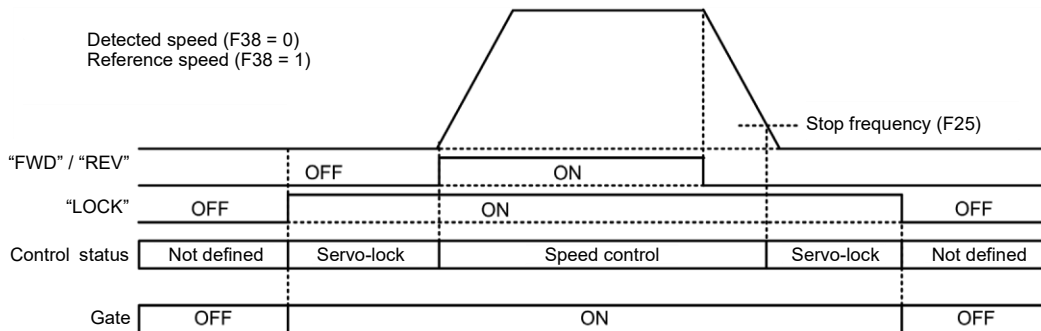 Detected speed (F38 = 0)
Reference speed (F38 = 1)
Stop frequency (F25)
“FWD” / “REV” OFF ON
“LOCK” OFF ON OFF
Control status Not defined Servo-lock Speed control Servo-lock Not defined
Gate OFF ON OFF